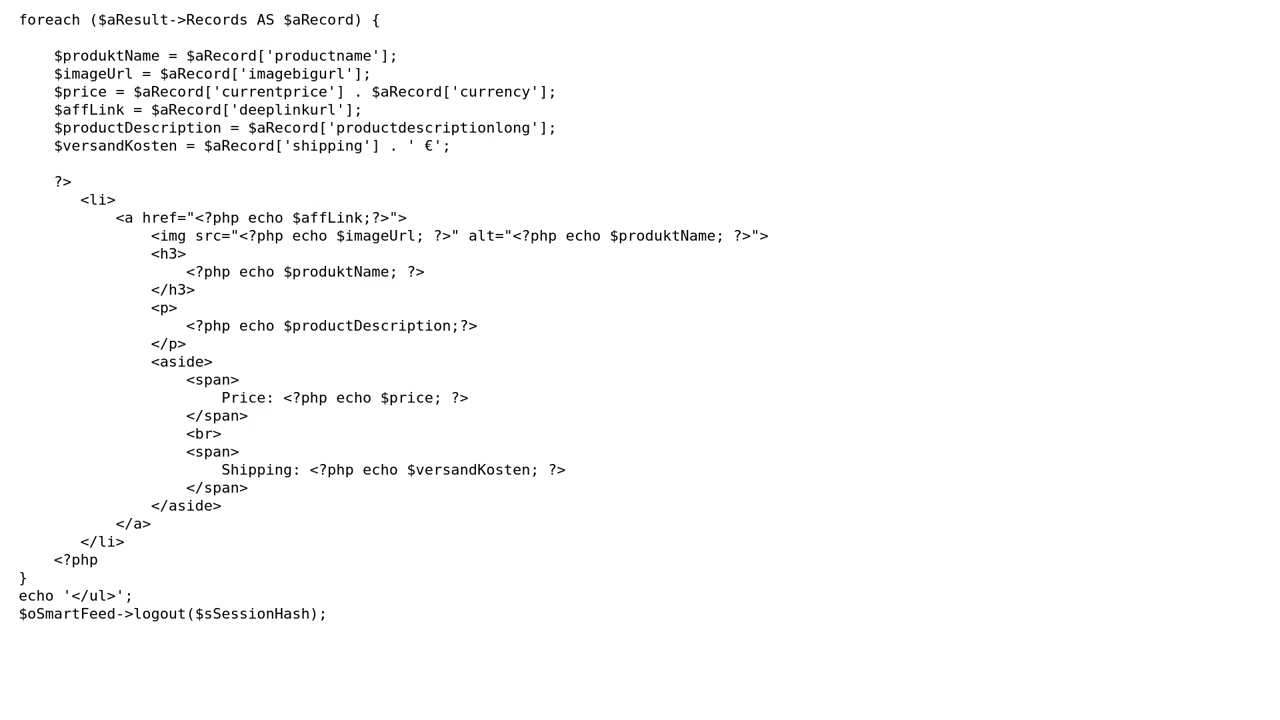 foreach ($aResult->Records AS $aRecord) {
$produktName = $aRecord['productname'];
$imageUrl = $aRecord['imagebigurl'];
$price = $aRecord['currentprice'] . $aRecord['currency'];
$affLink = $aRecord['deeplinkurl'];
$productDescription = $aRecord['productdescriptionlong'];
$versandKosten = $aRecord['shipping'] . ' €';
?>
<li>
<a href="<?php echo $affLink;?>">
<img src="<?php echo $imageUrl; ?>" alt="<?php echo $produktName; ?>">
<h3>
<?php echo $produktName; ?>
</h3>
<p>
<?php echo $productDescription;?>
</p>
<aside>
<span>
Price: <?php echo $price; ?>
</span>
<br>
<span>
Shipping: <?php echo $versandKosten; ?>
</span>
</aside>
</a>
</li>
<?php
}
echo '</ul>';
$oSmartFeed->logout($sSessionHash);